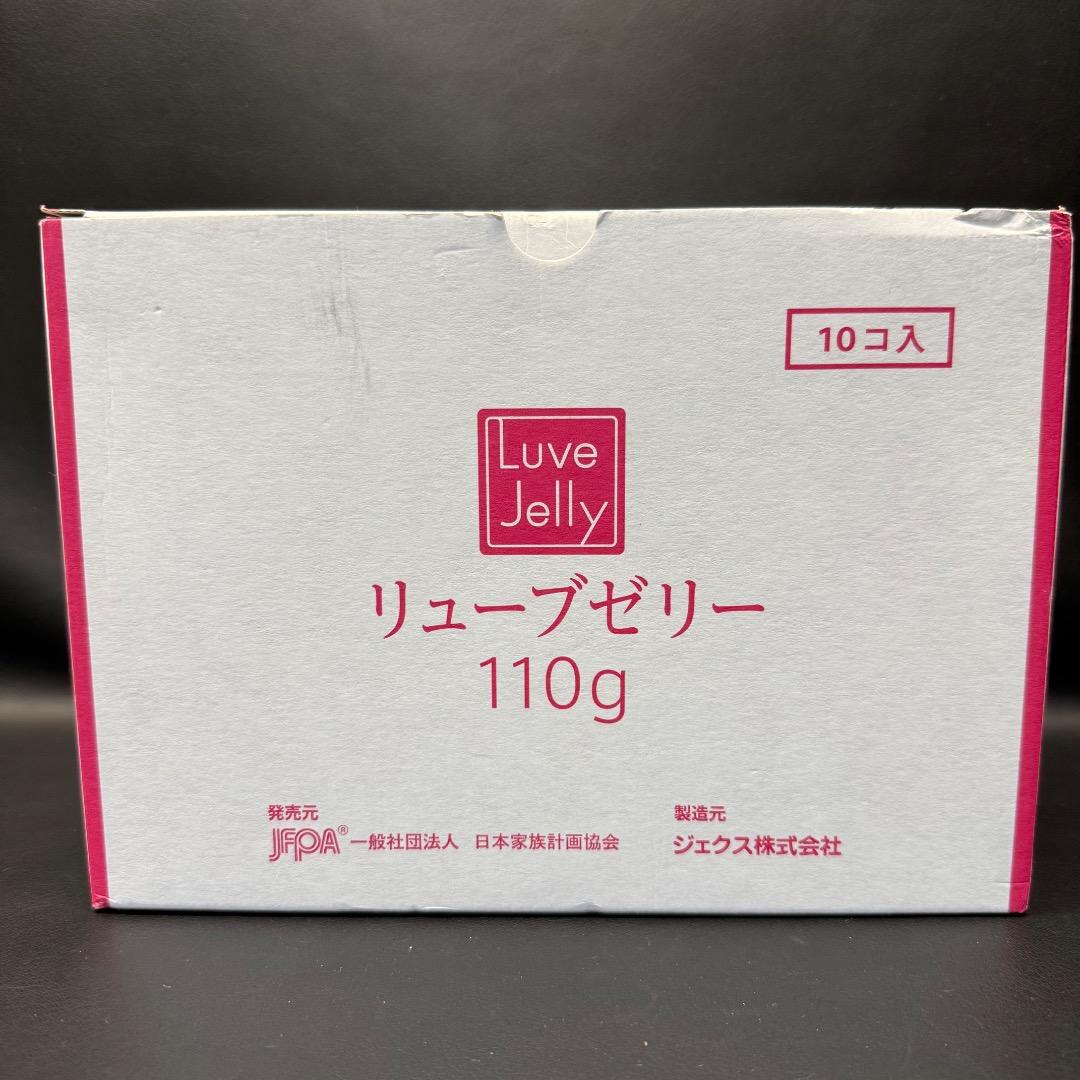 10コ入
Luve
Jelly
リューブゼリー
110g
発売元
JFPA® 一般社団法人 日本家族計画協会
製造元
ジェクス株式会社